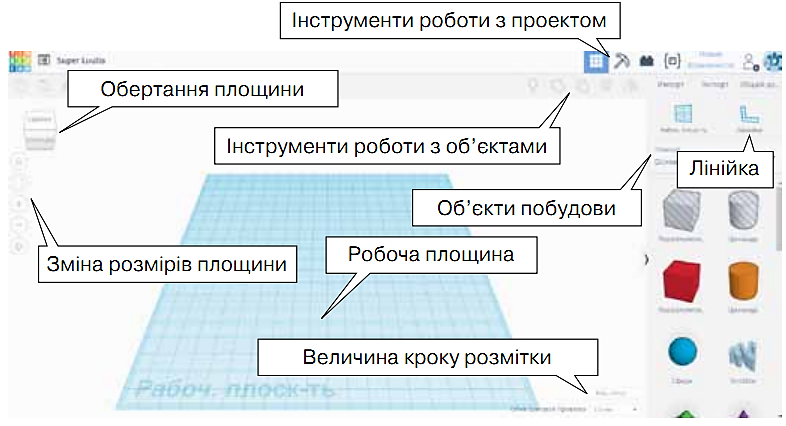 Інструменти роботи з проектом
Super Luulia
Обертання площини
Інструменти роботи з об'єктами
Лінійка
Об'єкти побудови
Зміна розмірів площини
Робоча площина
Величина кроку розмітки
Рабоч. плоск-ть
Сфера